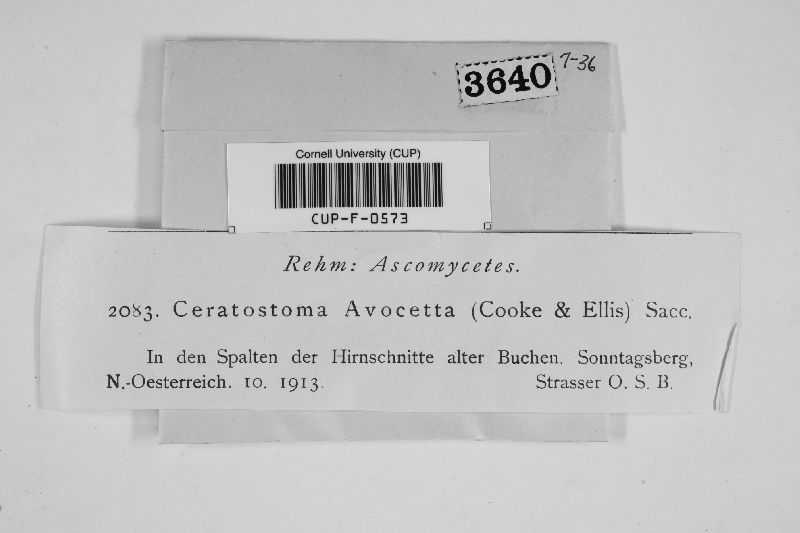 3640 7-36
Cornell University (CUP)
CUP-F-0573
Rehm: Ascomycetes.
2083. Ceratostoma Avocetta (Cooke & Ellis) Sacc.
In den Spalten der Hirnschnitte alter Buchen. Sonntagsberg,
N.-Oesterreich. 10. 1913. Strasser O. S. B.